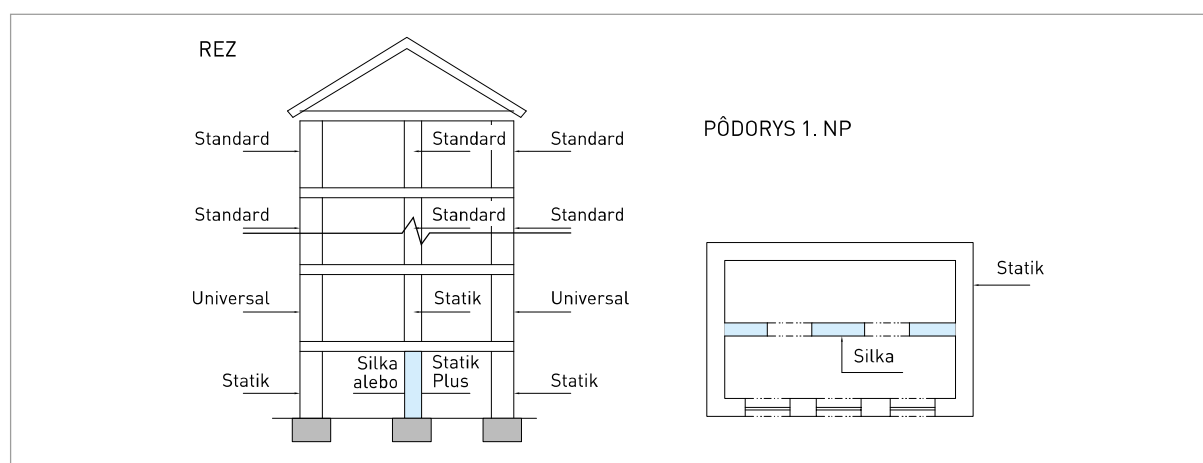 REZ
PÔDORYS 1. NP
Standard
Standard
Standard
Standard
Standard
Standard
Universal
Statik
Universal
Statik
Silka
alebo
Statik
Plus
Statik
Statik
Silka